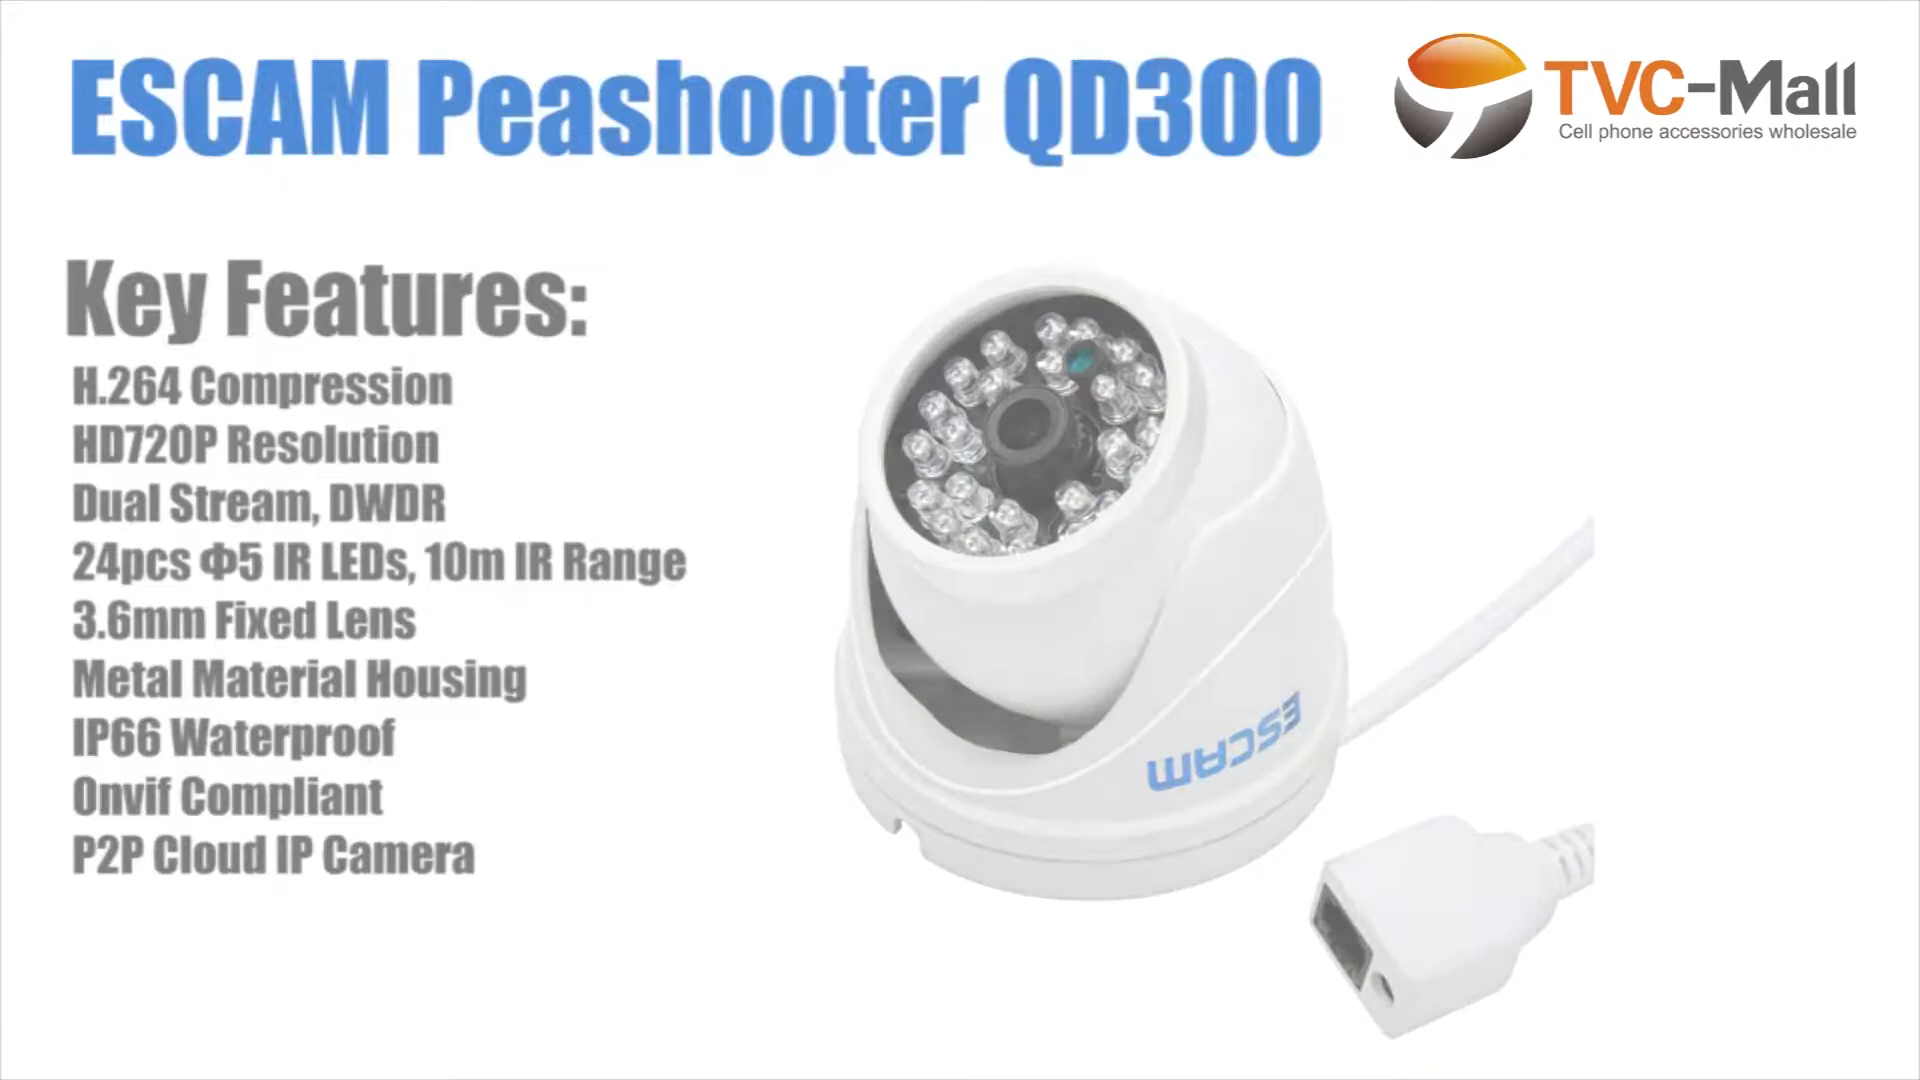 ESCAM Peashooter QD300
TVC-Mall
Cell phone accessories wholesale
Key Features:
H.264 Compression
HD720P Resolution
Dual Stream, DWDR
24pcs Φ5 IR LEDs, 10m IR Range
3.6mm Fixed Lens
Metal Material Housing
IP66 Waterproof
Onvif Compliant
P2P Cloud IP Camera
ESCAM